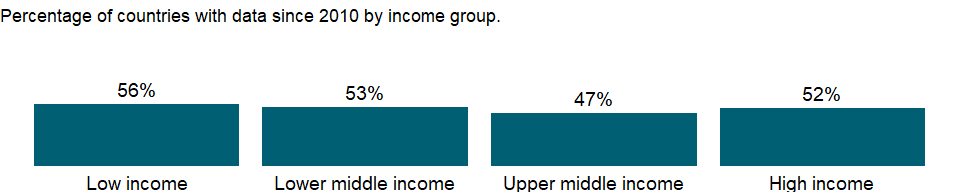 Percentage of countries with data since 2010 by income group.
56%
53%
47%
52%
Low income
Lower middle income
Upper middle income
High income